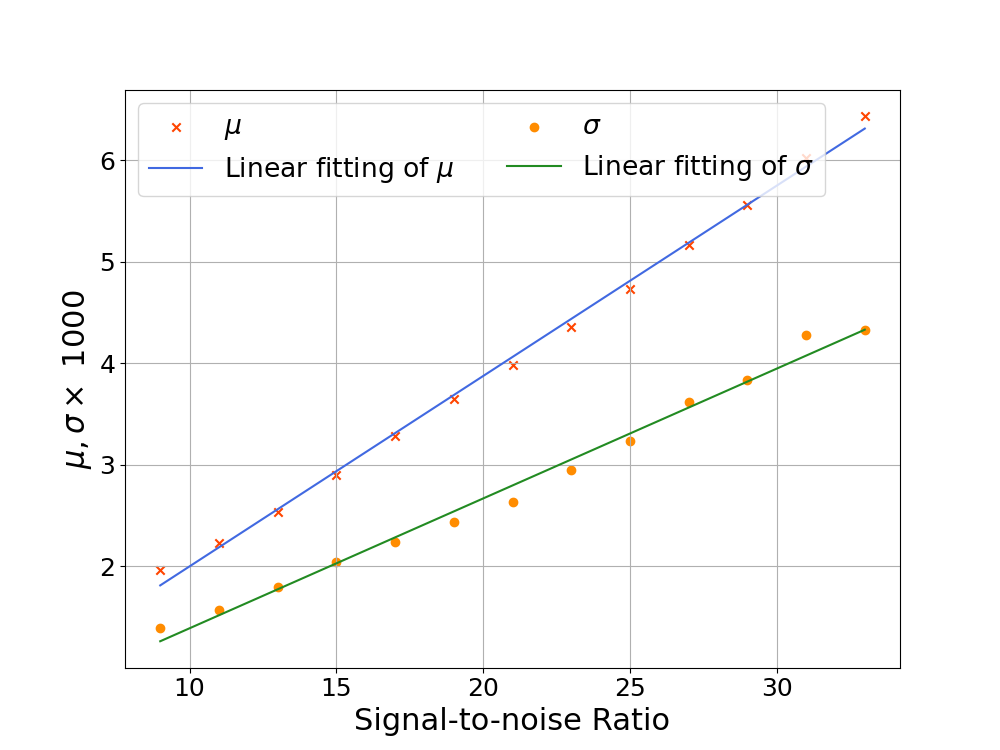 μ
Linear fitting of μ
σ
Linear fitting of σ
6
5
4
3
2
μ, σ × 1000
10 15 20 25 30
Signal-to-noise Ratio